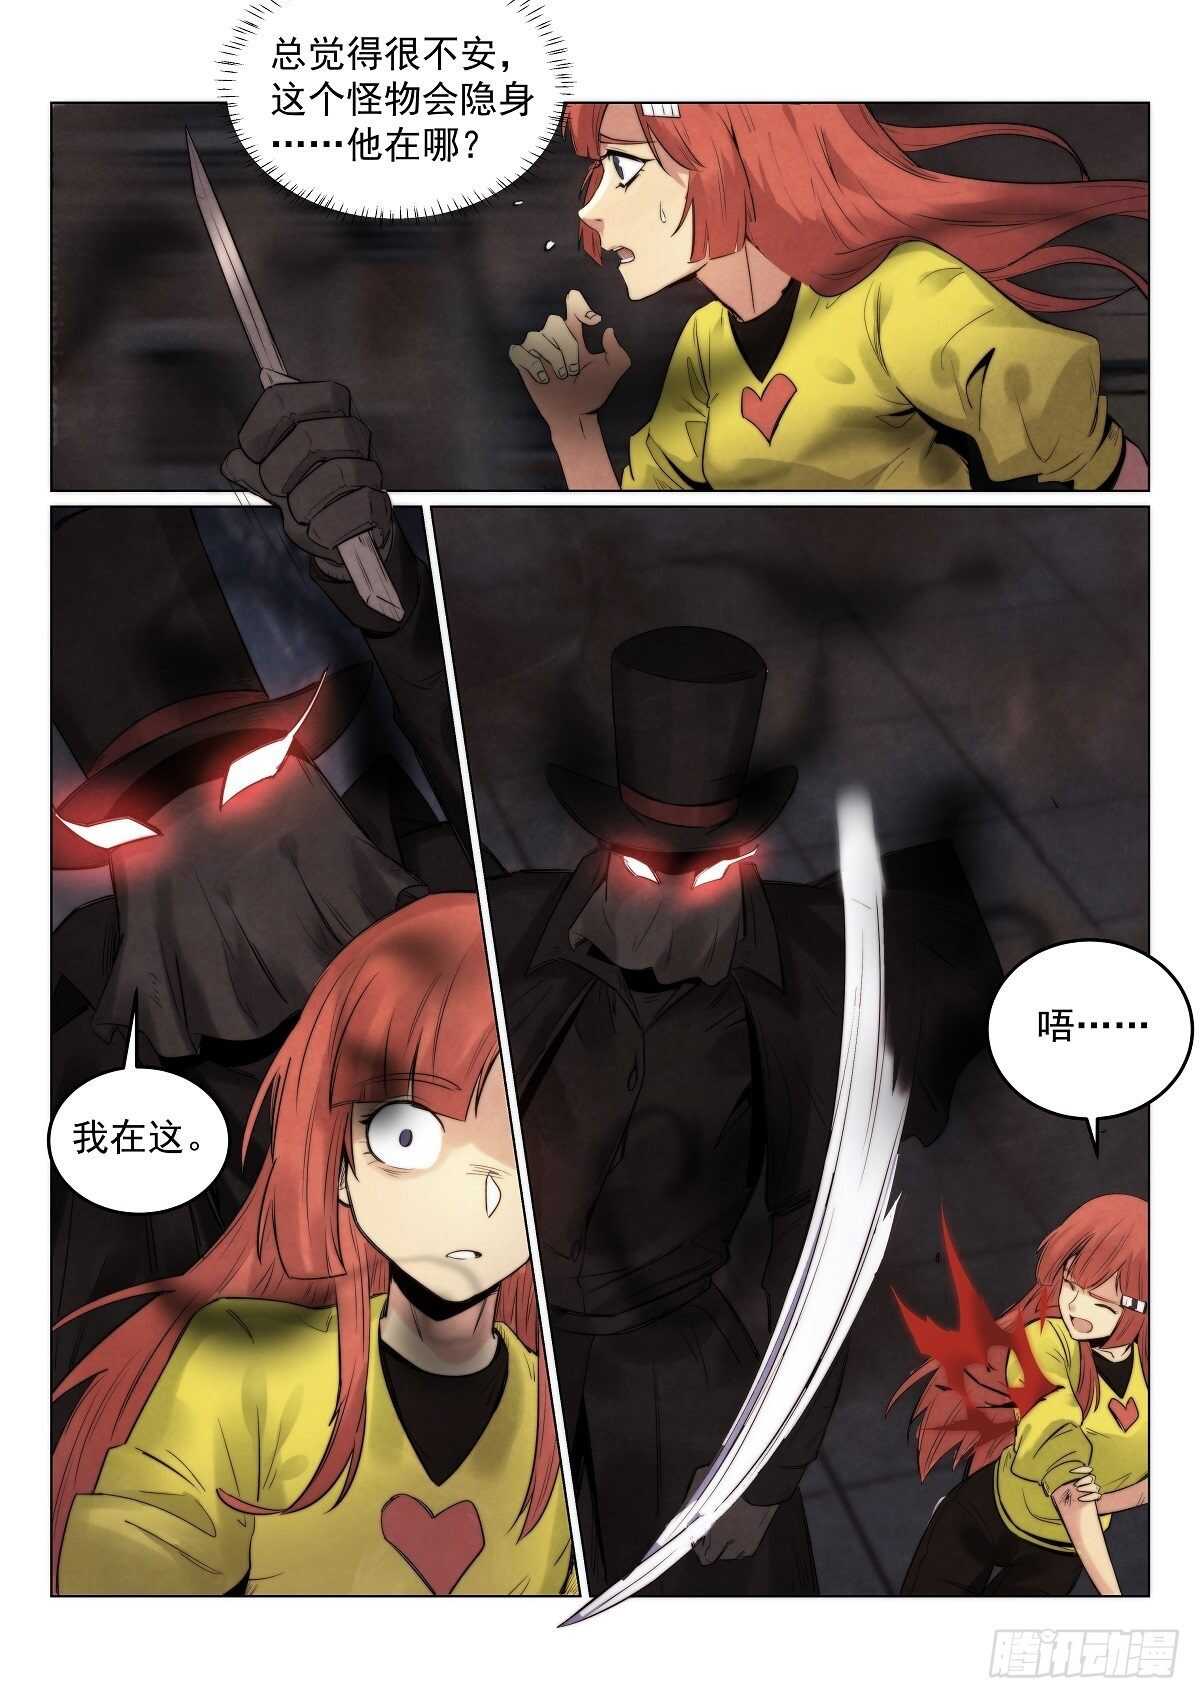 总觉得很不安，
这个怪物会隐身
……他在哪？
我在这。
唔……
腾讯动漫